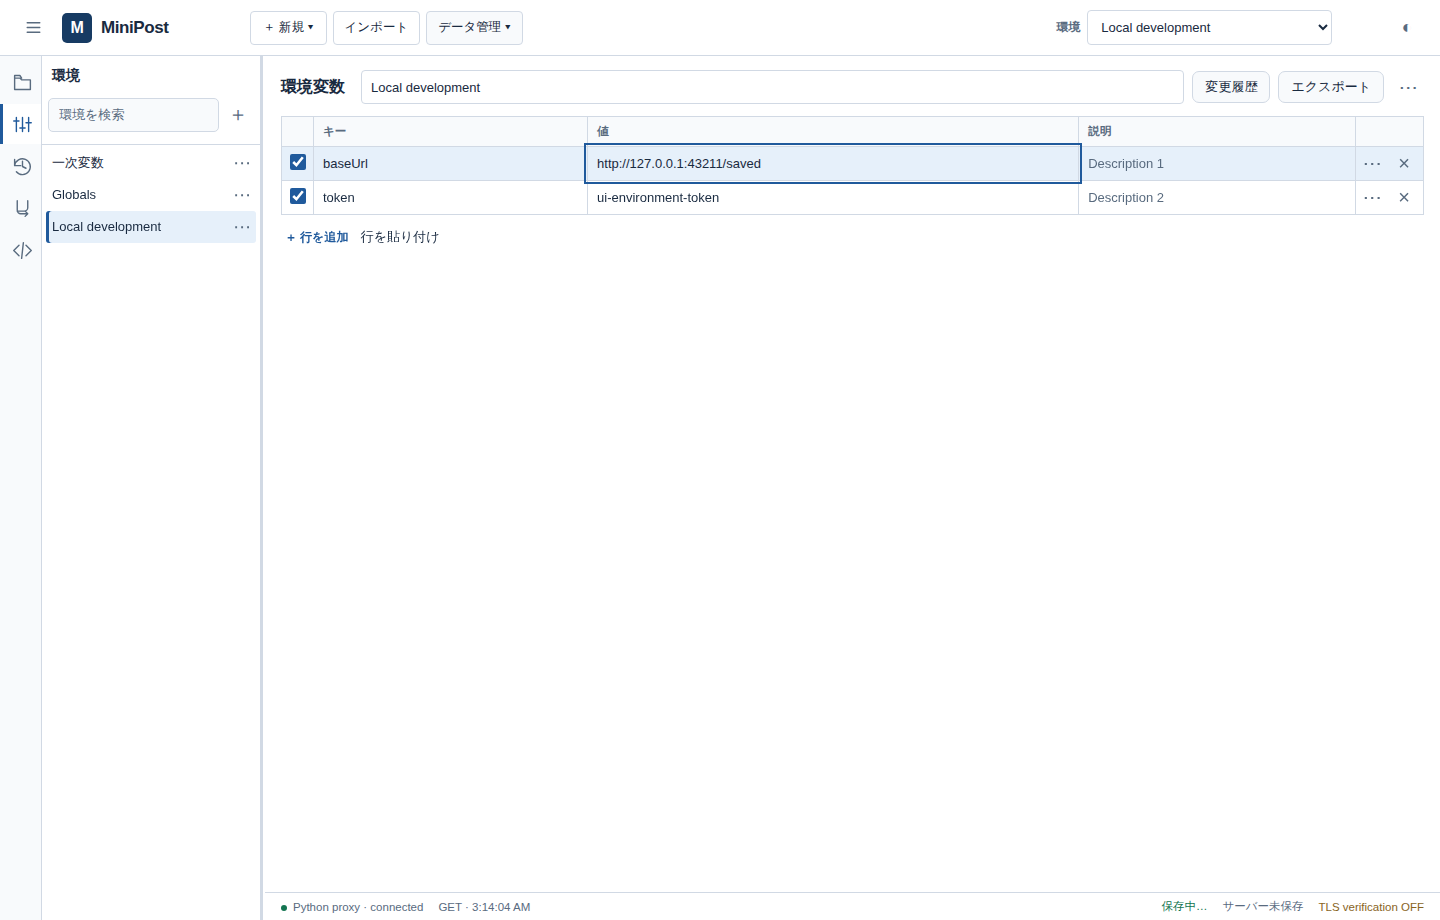 M MiniPost ＋ 新規 ▾ インポート データ管理 ▾ 環境 Local development
環境
環境を検索 +
一次変数 ···
Globals ···
Local development ···
環境変数 Local development 変更履歴 エクスポート ···
キー 値 説明
baseUrl http://127.0.0.1:43211/saved Description 1 ··· ×
token ui-environment-token Description 2 ··· ×
+ 行を追加 行を貼り付け
Python proxy · connected GET · 3:14:04 AM 保存中… サーバー未保存 TLS verification OFF